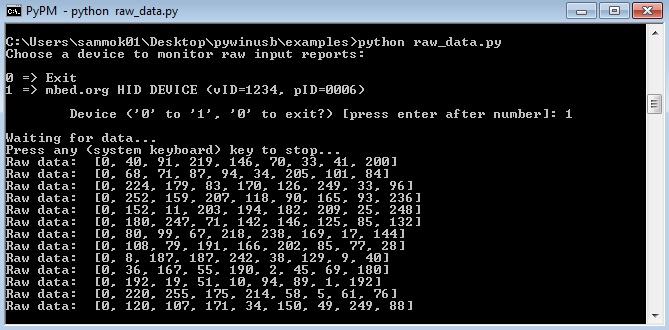 PyPM - python raw_data.py
C:\Users\sammok01\Desktop\pywinusb\examples>python raw_data.py
Choose a device to monitor raw input reports:
0 => Exit
1 => mbed.org HID DEVICE (vID=1234, pID=0006)
Device ('0' to '1', '0' to exit?) [press enter after number]: 1
Waiting for data...
Press any (system keyboard) key to stop...
Raw data: [0, 40, 91, 219, 146, 70, 33, 41, 200]
Raw data: [0, 68, 71, 87, 94, 34, 205, 101, 84]
Raw data: [0, 224, 179, 83, 170, 126, 249, 33, 96]
Raw data: [0, 252, 159, 207, 118, 90, 165, 93, 236]
Raw data: [0, 152, 11, 203, 194, 182, 209, 25, 248]
Raw data: [0, 180, 247, 71, 142, 146, 125, 85, 132]
Raw data: [0, 80, 99, 67, 218, 238, 169, 17, 144]
Raw data: [0, 108, 79, 191, 166, 202, 85, 77, 28]
Raw data: [0, 8, 187, 187, 242, 38, 129, 9, 40]
Raw data: [0, 36, 167, 55, 190, 2, 45, 69, 180]
Raw data: [0, 192, 19, 51, 10, 94, 89, 1, 192]
Raw data: [0, 220, 255, 175, 214, 58, 5, 61, 76]
Raw data: [0, 120, 107, 171, 34, 150, 49, 249, 88]